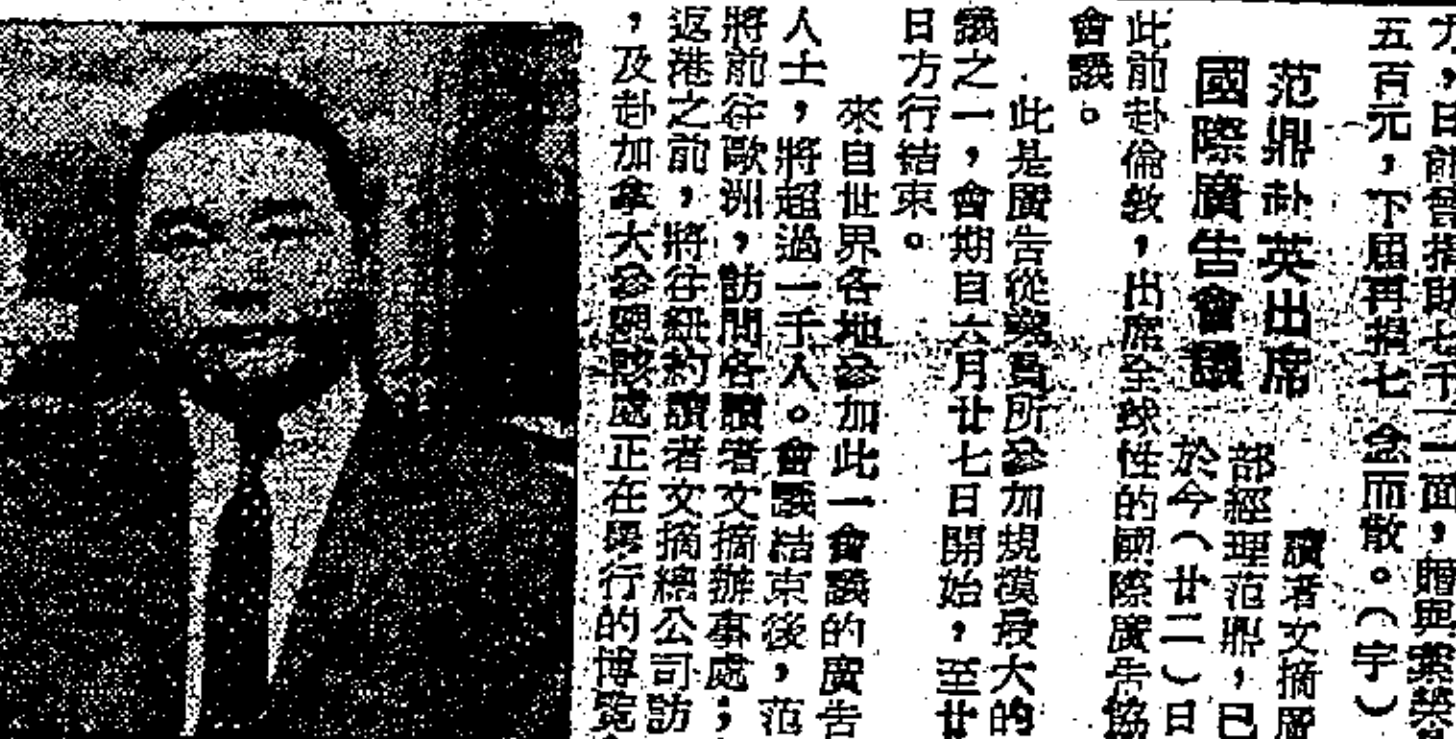 五百元，下屆再捐七　金而散。（宇）
范鼎赴英出席
國際廣告會議
讀者文摘廣
部經理范鼎，已
於今（廿二）日
此前赴倫敦，出席全球性的國際廣告協
會議。
此是廣告從業員所參加規模最大的
議之一，會期自六月廿七日開始，至廿
日方行結束。
來自世界各地參加此一會議的廣告
人士，將超過一千人。會議結束後，范
將前往歐洲，訪問各讀者文摘辦事處；
返港之前，將往紐約讀者文摘總公司訪
，及赴加拿大參觀該處正在舉行的博覽